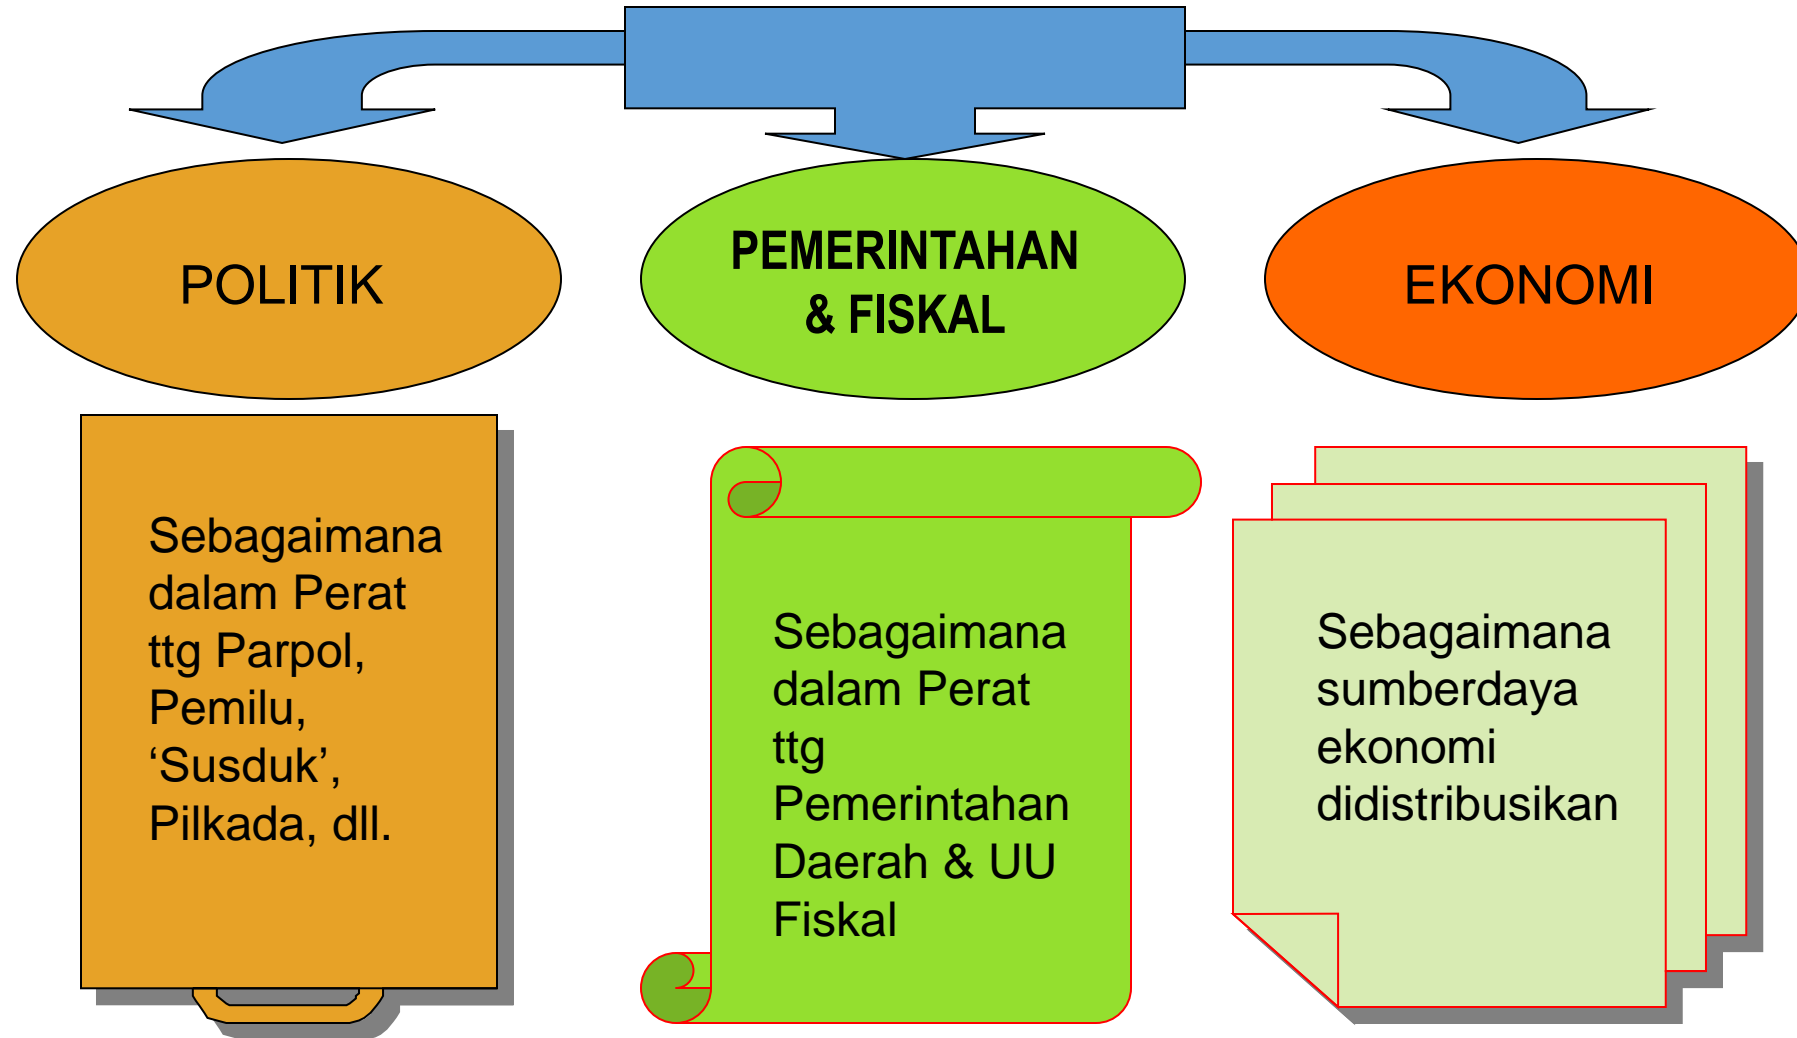 POLITIK
PEMERINTAHAN
& FISKAL
EKONOMI
Sebagaimana
dalam Perat
ttg Parpol,
Pemilu,
‘Susduk’,
Pilkada, dll.
Sebagaimana
dalam Perat
ttg
Pemerintahan
Daerah & UU
Fiskal
Sebagaimana
sumberdaya
ekonomi
didistribusikan